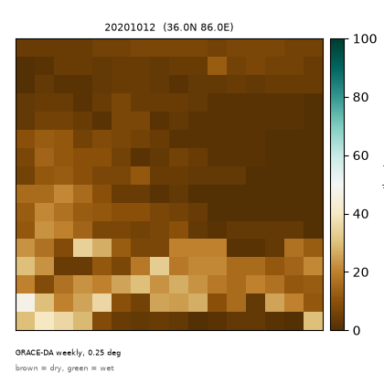 20201012 (36.0N 86.0E)
100
80
60
40
20
0
GRACE-DA weekly, 0.25 deg
brown = dry, green = wet